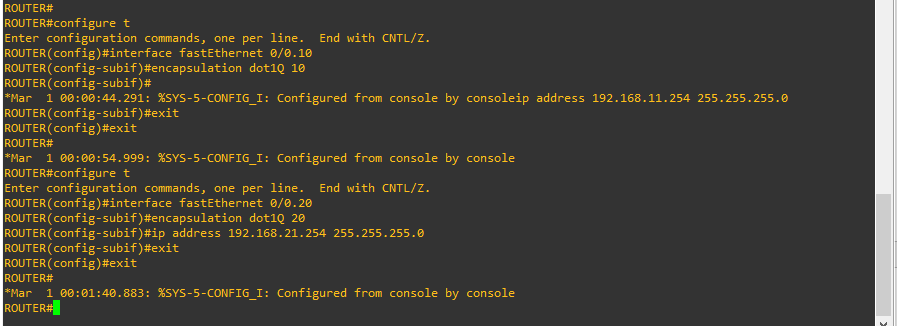 ROUTER#
ROUTER#configure t
Enter configuration commands, one per line.  End with CNTL/Z.
ROUTER(config)#interface fastEthernet 0/0.10
ROUTER(config-subif)#encapsulation dot1Q 10
ROUTER(config-subif)#
*Mar  1 00:00:44.291: %SYS-5-CONFIG_I: Configured from console by consoleip address 192.168.11.254 255.255.255.0
ROUTER(config-subif)#exit
ROUTER(config)#exit
ROUTER#
*Mar  1 00:00:54.999: %SYS-5-CONFIG_I: Configured from console by console
ROUTER#configure t
Enter configuration commands, one per line.  End with CNTL/Z.
ROUTER(config)#interface fastEthernet 0/0.20
ROUTER(config-subif)#encapsulation dot1Q 20
ROUTER(config-subif)#ip address 192.168.21.254 255.255.255.0
ROUTER(config-subif)#exit
ROUTER(config)#exit
ROUTER#
*Mar  1 00:01:40.883: %SYS-5-CONFIG_I: Configured from console by console
ROUTER#